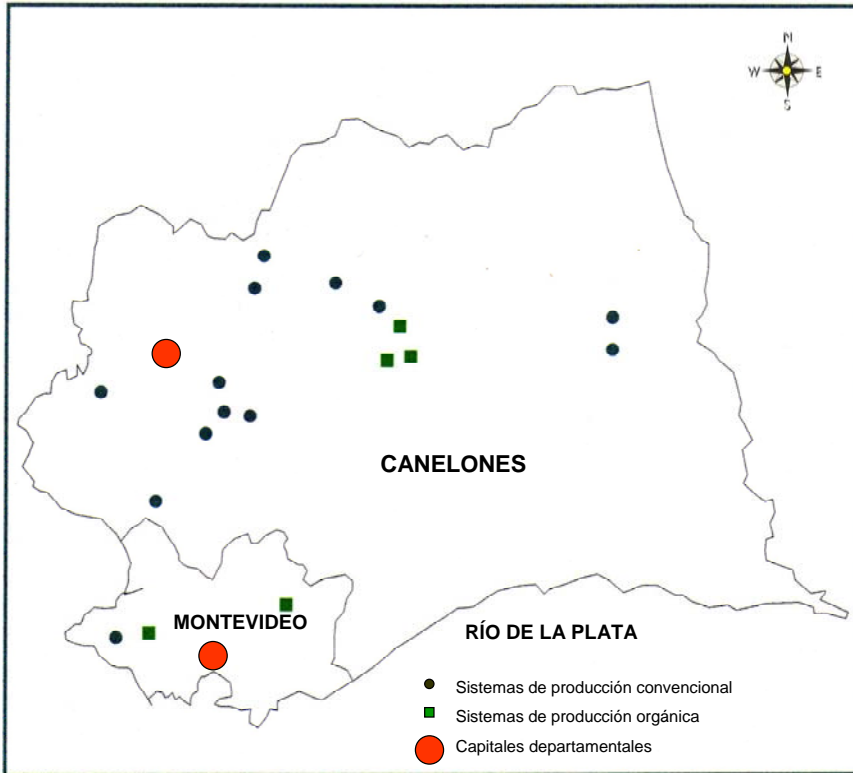 N
W E
S
CANELONES
MONTEVIDEO
RÍO DE LA PLATA
Sistemas de producción convencional
Sistemas de producción orgánica
Capitales departamentales